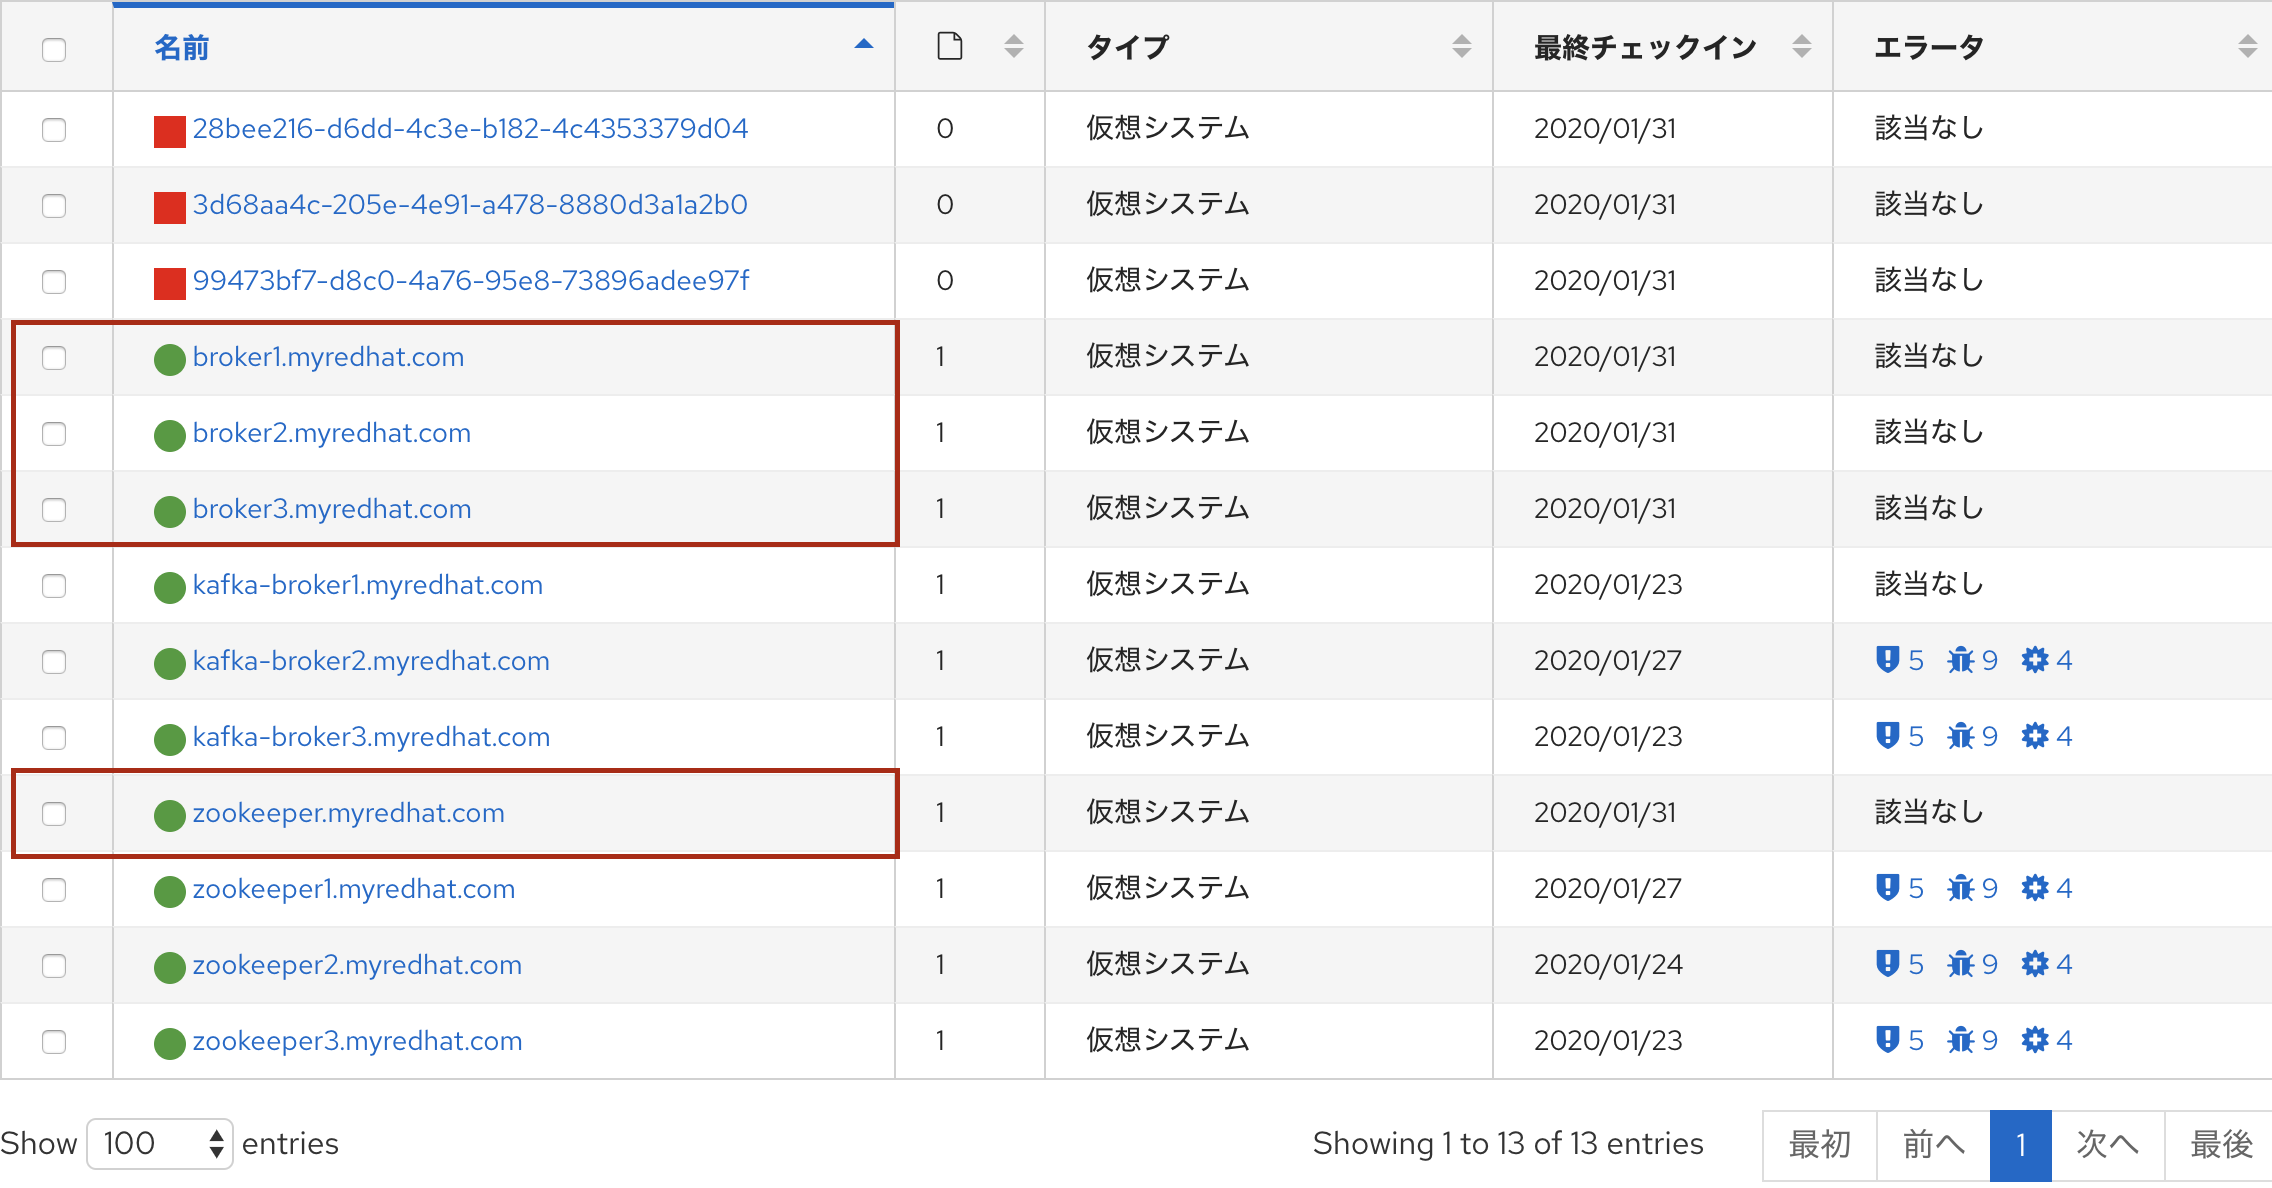 名前 タイプ 最終チェックイン エラータ
28bee216-d6dd-4c3e-b182-4c4353379d04 0 仮想システム 2020/01/31 該当なし
3d68aa4c-205e-4e91-a478-8880d3a1a2b0 0 仮想システム 2020/01/31 該当なし
99473bf7-d8c0-4a76-95e8-73896adee97f 0 仮想システム 2020/01/31 該当なし
broker1.myredhat.com 1 仮想システム 2020/01/31 該当なし
broker2.myredhat.com 1 仮想システム 2020/01/31 該当なし
broker3.myredhat.com 1 仮想システム 2020/01/31 該当なし
kafka-broker1.myredhat.com 1 仮想システム 2020/01/23 該当なし
kafka-broker2.myredhat.com 1 仮想システム 2020/01/27 5 9 4
kafka-broker3.myredhat.com 1 仮想システム 2020/01/23 5 9 4
zookeeper.myredhat.com 1 仮想システム 2020/01/31 該当なし
zookeeper1.myredhat.com 1 仮想システム 2020/01/27 5 9 4
zookeeper2.myredhat.com 1 仮想システム 2020/01/24 5 9 4
zookeeper3.myredhat.com 1 仮想システム 2020/01/23 5 9 4
Show 100 entries Showing 1 to 13 of 13 entries 最初 前へ 1 次へ 最後